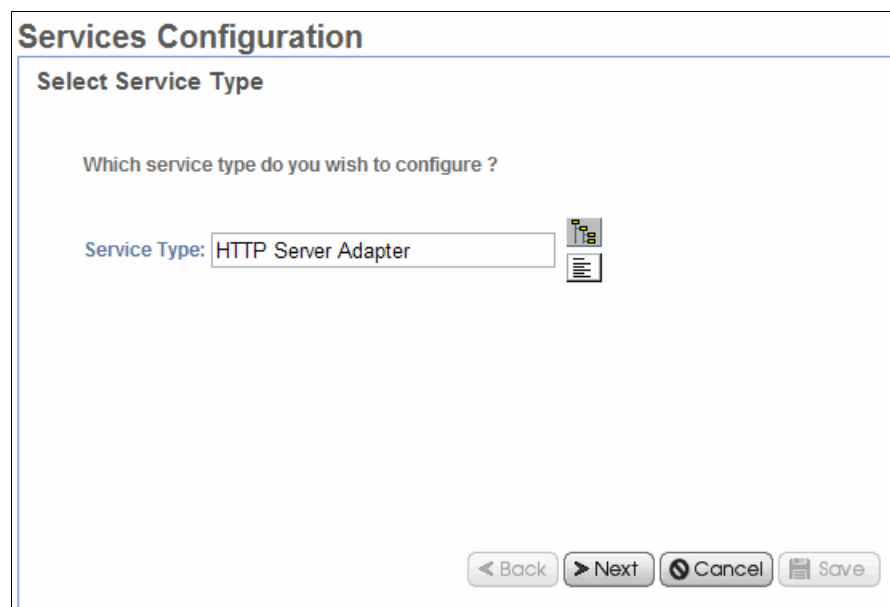 Services Configuration
Select Service Type
Which service type do you wish to configure ?
Service Type: HTTP Server Adapter
Back Next Cancel Save